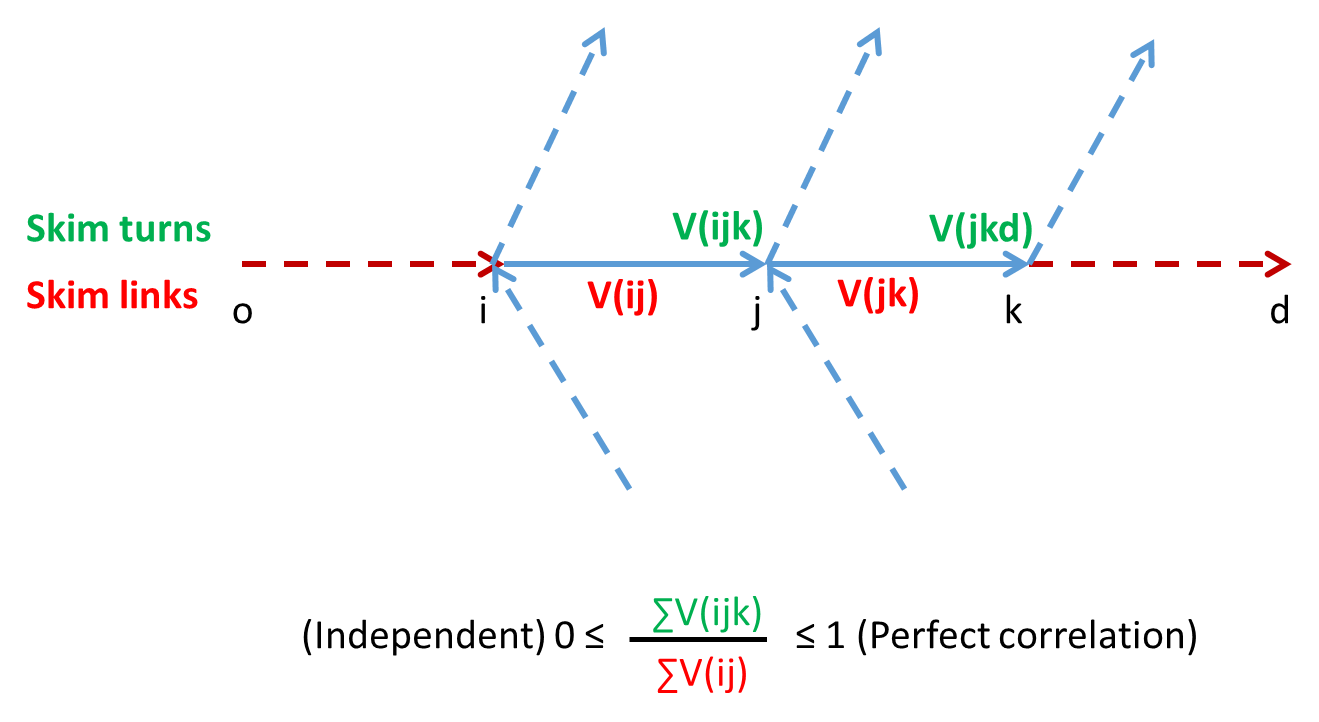 Skim turns
V(ijk)
V(jkd)
Skim links
V(ij)
V(jk)
o
i
j
k
d
∑V(ijk)
(Independent) 0 ≤
≤ 1 (Perfect correlation)
∑V(ij)